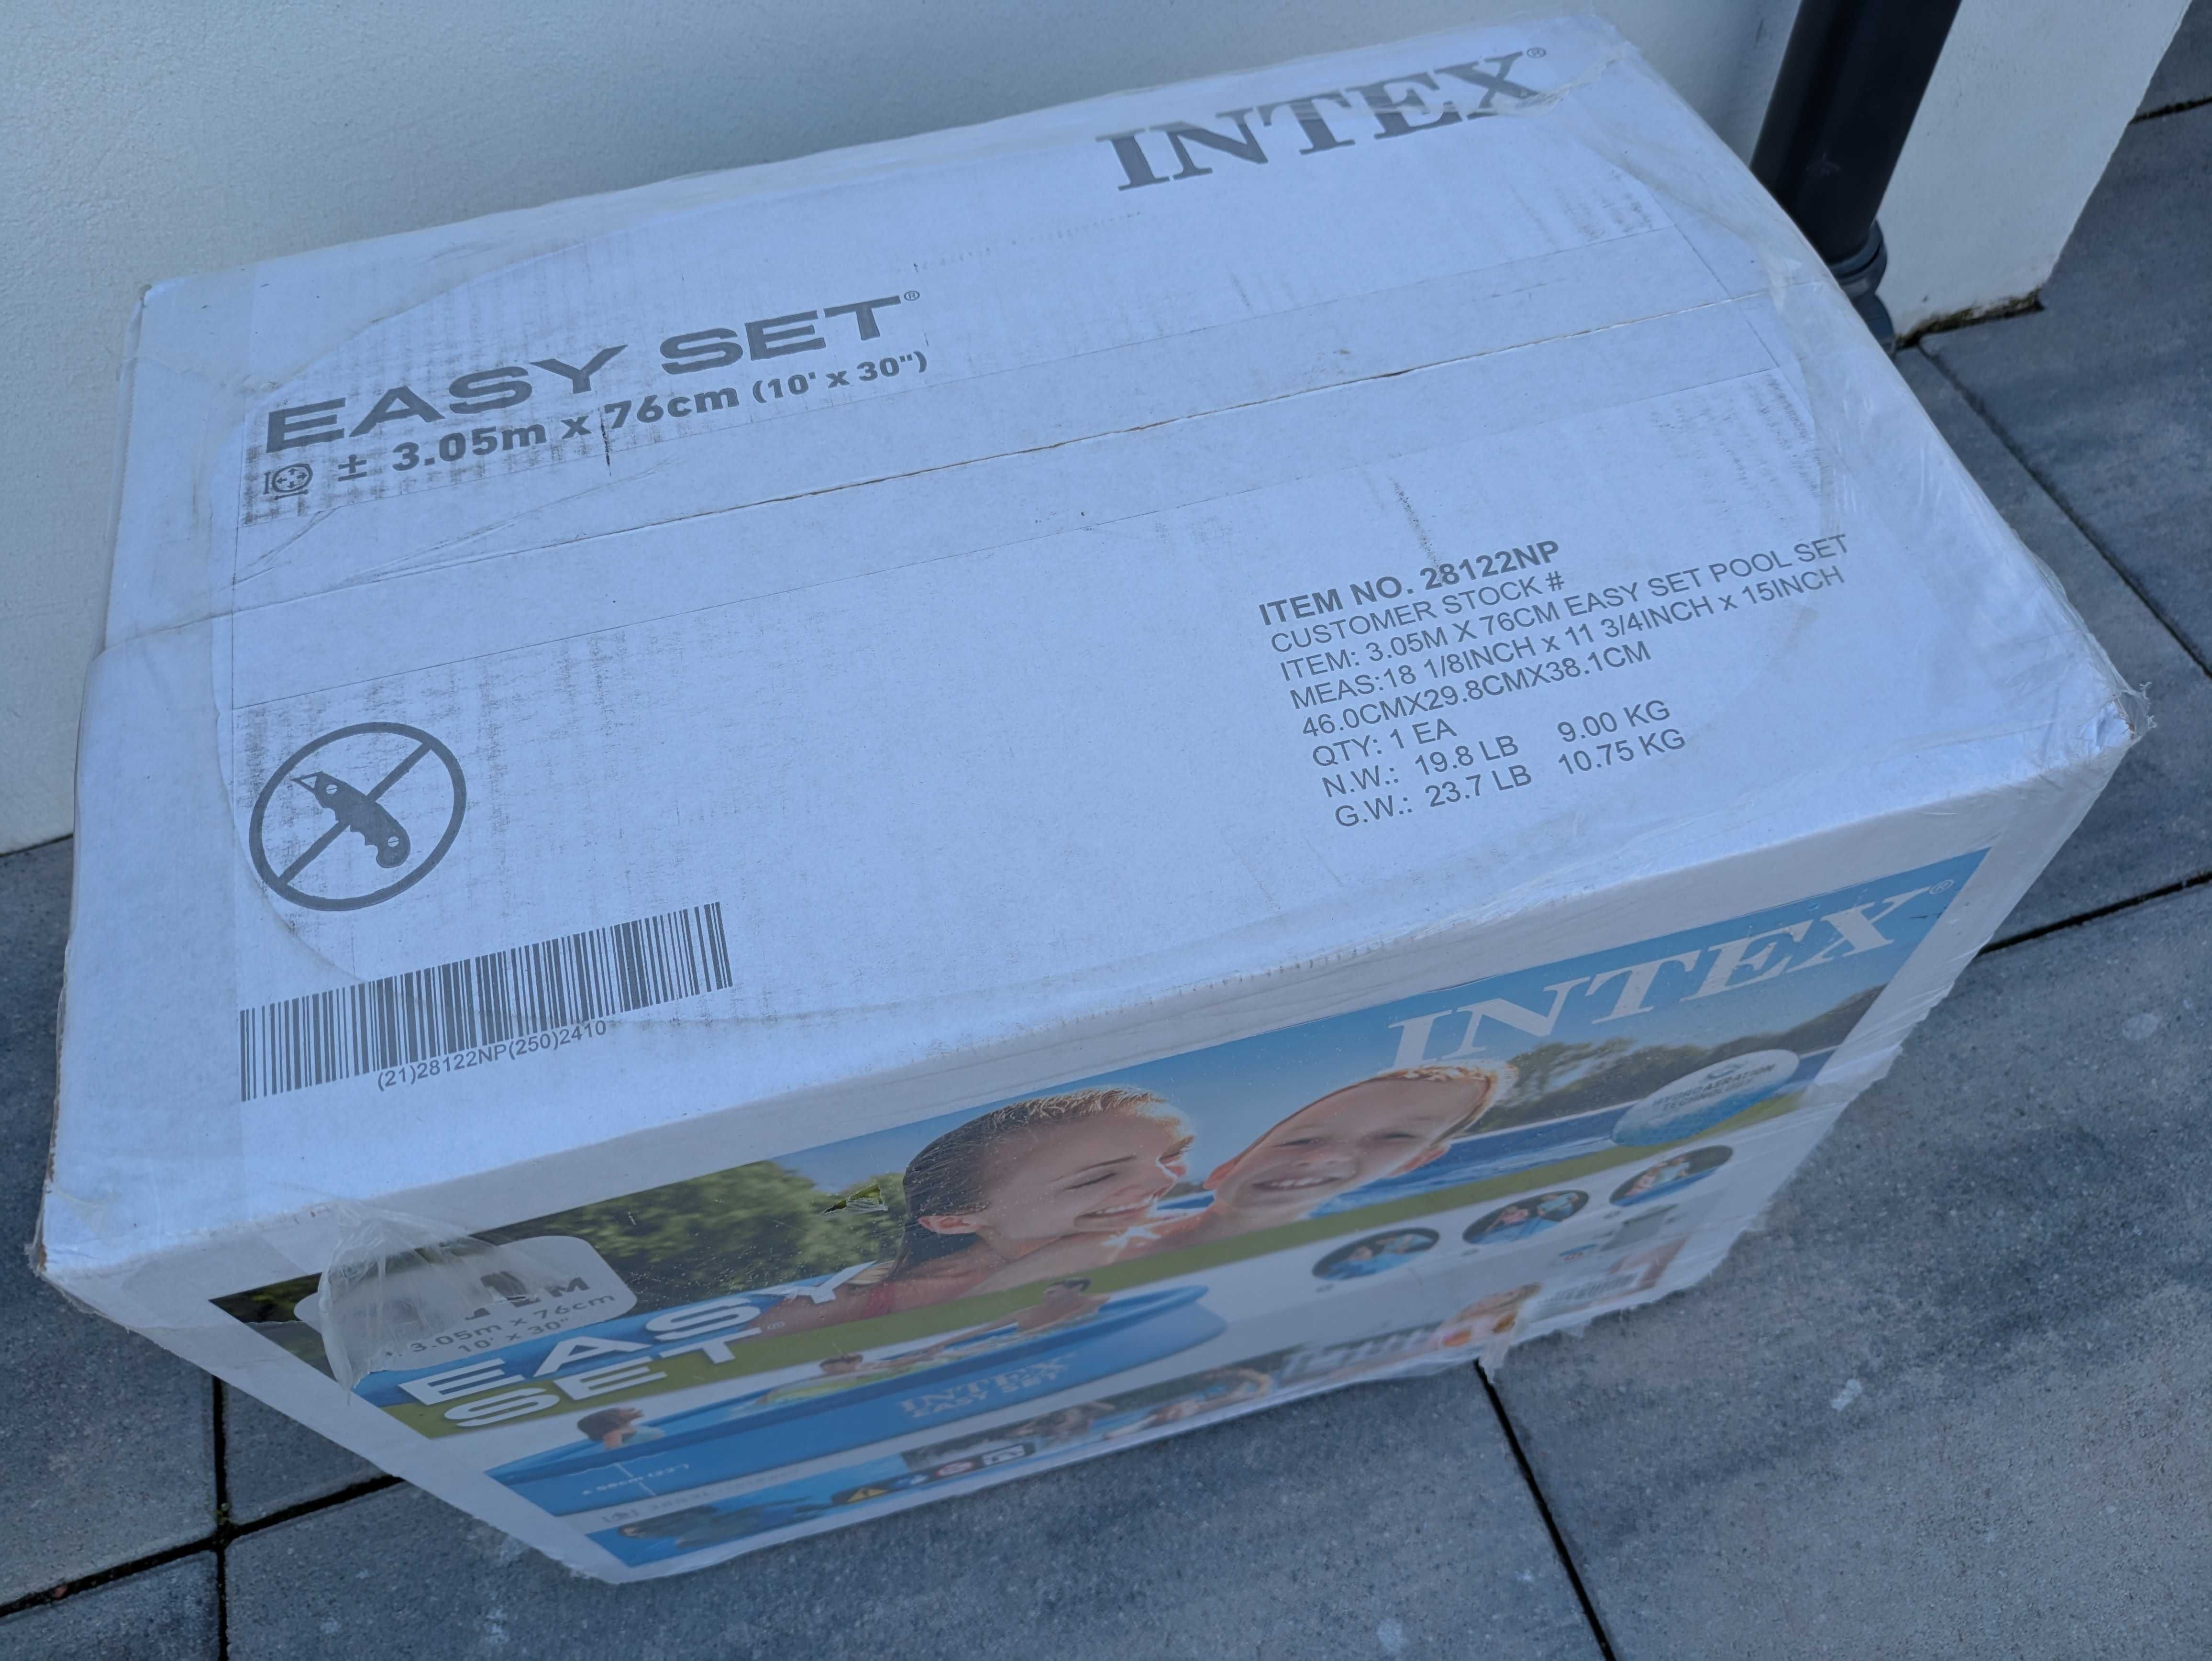 INTEX®
EASY SET®
± 3.05m x 76cm (10' x 30")
ITEM NO. 28122NP
CUSTOMER STOCK #
ITEM: 3.05M X 76CM EASY SET POOL SET
MEAS:18 1/8INCH x 11 3/4INCH x 15INCH
46.0CMX29.8CMX38.1CM
QTY: 1 EA
N.W.: 19.8 LB 9.00 KG
G.W.: 23.7 LB 10.75 KG
(21)28122NP(250)2410
INTEX®
3.05m x 76cm
10' x 30"
EASY
SET
INTEX
EASY SET